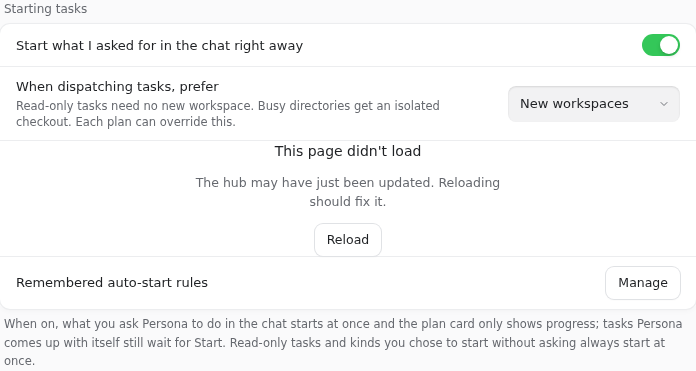 Starting tasks
Start what I asked for in the chat right away
When dispatching tasks, prefer
Read-only tasks need no new workspace. Busy directories get an isolated
checkout. Each plan can override this.
New workspaces
This page didn't load
The hub may have just been updated. Reloading
should fix it.
Reload
Remembered auto-start rules
Manage
When on, what you ask Persona to do in the chat starts at once and the plan card only shows progress; tasks Persona
comes up with itself still wait for Start. Read-only tasks and kinds you chose to start without asking always start at
once.